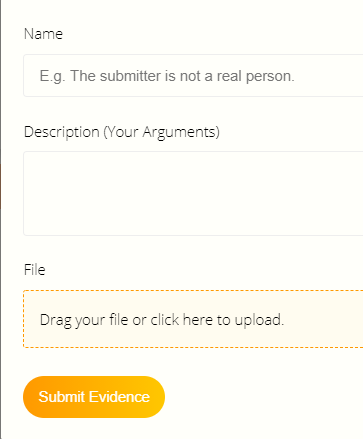 Name
E.g. The submitter is not a real person.
Description (Your Arguments)
File
Drag your file or click here to upload.
Submit Evidence